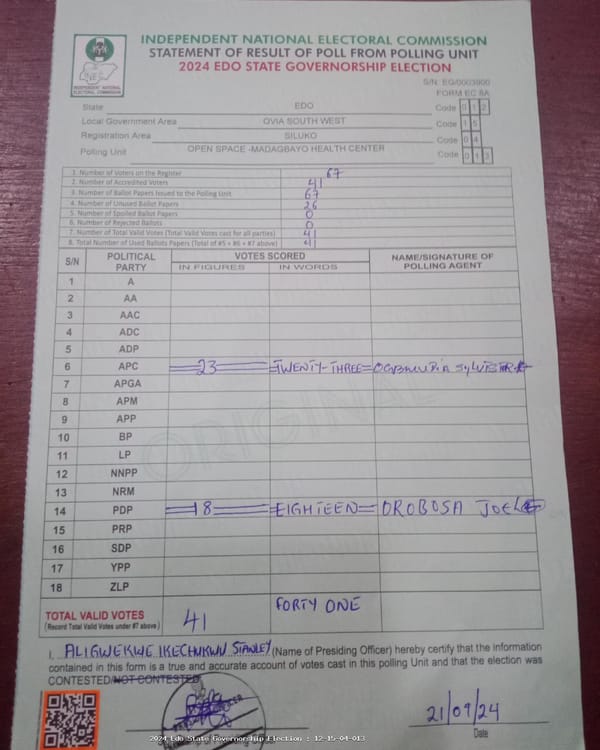 INDEPENDENT NATIONAL ELECTORAL COMMISSION
STATEMENT OF RESULT OF POLL FROM POLLING UNIT
2024 EDO STATE GOVERNORSHIP ELECTION
INDEPENDENT NATIONAL ELECTORAL COMMISSION
S/N: EG/0003900
FORM EC 8A
State EDO Code 0 1 2
Local Government Area OVIA SOUTH WEST Code 1 5
Registration Area SILUKO Code 0 4
Polling Unit OPEN SPACE -MADAGBAYO HEALTH CENTER Code 0 1 3
1. Number of Voters on the Register 67
2. Number of Accredited Voters 41
3. Number of Ballot Papers Issued to the Polling Unit 67
4. Number of Unused Ballot Papers 26
5. Number of Spoiled Ballot Papers 0
6. Number of Rejected Ballots 0
7. Number of Total Valid Votes (Total Valid Votes cast for all parties) 41
8. Total Number of Used Ballots Papers (Total of #5 + #6 + #7 above) 41
S/N POLITICAL PARTY VOTES SCORED NAME/SIGNATURE OF POLLING AGENT
IN FIGURES IN WORDS
1 A
2 AA
3 AAC
4 ADC
5 ADP
6 APC 23 TWENTY-THREE SYLVESTER
7 APGA
8 APM
9 APP
10 BP
11 LP
12 NNPP
13 NRM
14 PDP 18 EIGHTEEN OROBOSA JOEL
15 PRP
16 SDP
17 YPP
18 ZLP
ORIGINAL
TOTAL VALID VOTES 41 FORTY ONE
(Record Total Valid Votes under #7 above)
I, ALIGWEKWE IKECHUKWU STANLEY (Name of Presiding Officer) hereby certify that the information
contained in this form is a true and accurate account of votes cast in this polling Unit and that the election was
CONTESTED/NOT CONTESTED
21/09/24
Date
2024 Edo State Governorship Election : 12-15-04-013